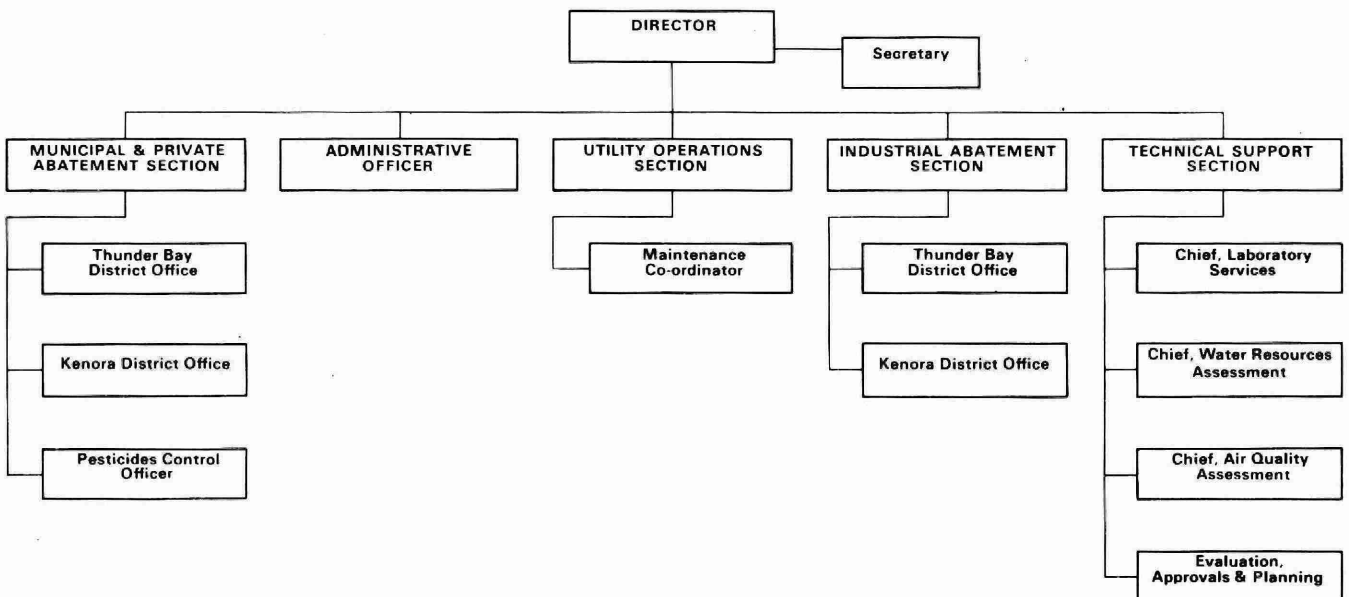 DIRECTOR
Secretary
MUNICIPAL & PRIVATE
ABATEMENT SECTION
ADMINISTRATIVE
OFFICER
UTILITY OPERATIONS
SECTION
INDUSTRIAL ABATEMENT
SECTION
TECHNICAL SUPPORT
SECTION
Thunder Bay
District Office
Kenora District Office
Pesticides Control
Officer
Maintenance
Co-ordinator
Thunder Bay
District Office
Kenora District Office
Chief, Laboratory
Services
Chief, Water Resources
Assessment
Chief, Air Quality
Assessment
Evaluation,
Approvals & Planning